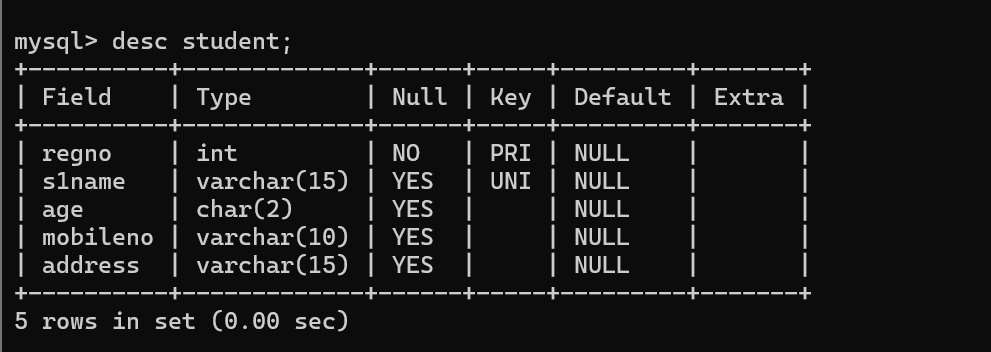 mysql> desc student;
+----------+-------------+------+-----+---------+-------+
| Field    | Type        | Null | Key | Default | Extra |
+----------+-------------+------+-----+---------+-------+
| regno    | int         | NO   | PRI | NULL    |       |
| s1name   | varchar(15) | YES  | UNI | NULL    |       |
| age      | char(2)     | YES  |     | NULL    |       |
| mobileno | varchar(10) | YES  |     | NULL    |       |
| address  | varchar(15) | YES  |     | NULL    |       |
+----------+-------------+------+-----+---------+-------+
5 rows in set (0.00 sec)